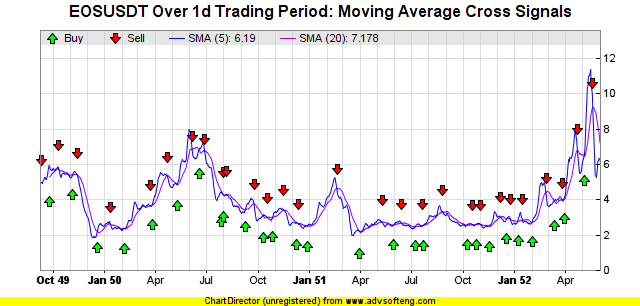 EOSUSDT Over 1d Trading Period: Moving Average Cross Signals
Buy Sell SMA (5): 6.19 SMA (20): 7.178
12
10
8
6
4
2
0
Oct 49 Jan 50 Apr Jul Oct Jan 51 Apr Jul Oct Jan 52 Apr
ChartDirector (unregistered) from www.advsofteng.com